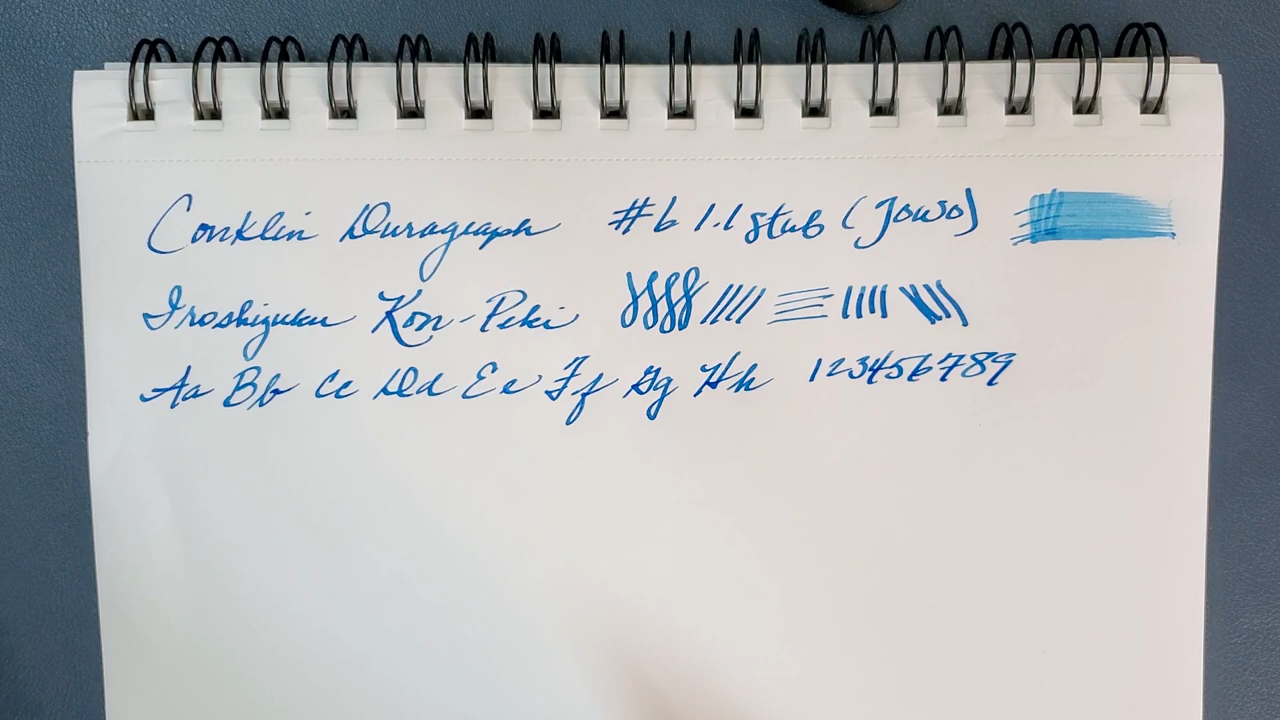 Conklin Duragraph #6 1.1 stub (Jowo)
Iroshizuku Kon-Peki
Aa Bb Cc Dd Ee Ff Gg Hh 123456789